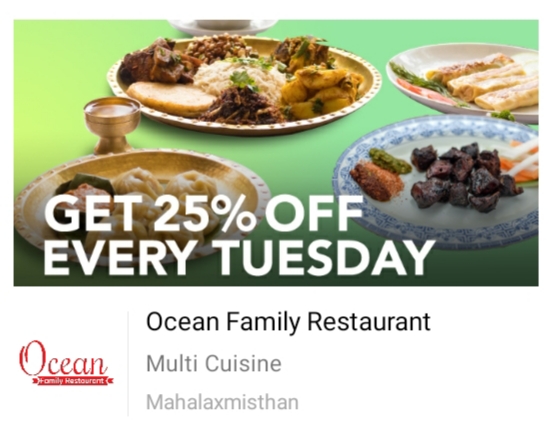 GET 25% OFF
EVERY TUESDAY
Ocean Family Restaurant
Ocean
Family Restaurant
Multi Cuisine
Mahalaxmisthan